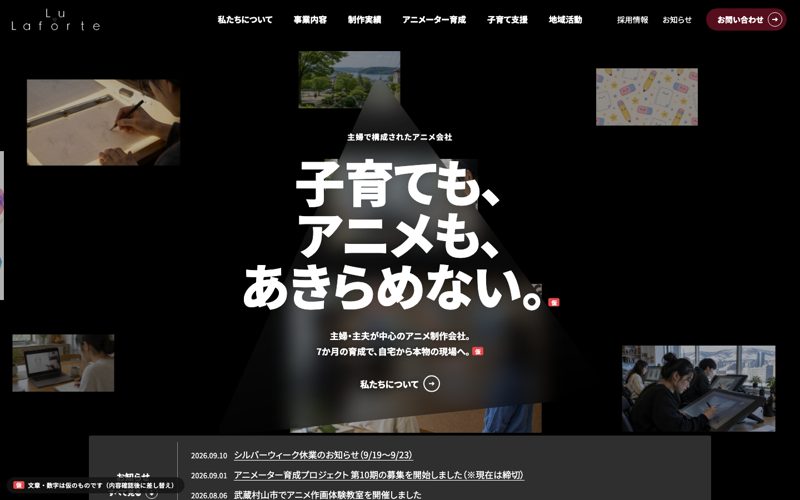 Lu
Laforte
私たちについて 事業内容 制作実績 アニメーター育成 子育て支援 地域活動 採用情報 お知らせ お問い合わせ
主婦で構成されたアニメ会社
子育ても、
アニメも、
あきらめない。仮
主婦・主夫が中心のアニメ制作会社。
7か月の育成で、自宅から本物の現場へ。仮
私たちについて
お知らせ
2026.09.10 シルバーウィーク休業のお知らせ（9/19〜9/23）
2026.09.01 アニメーター育成プロジェクト 第10期の募集を開始しました（※現在は締切）
2026.08.06 武蔵村山市でアニメ作画体験教室を開催しました
仮 文章・数字は仮のものです（内容確認後に差し替え）